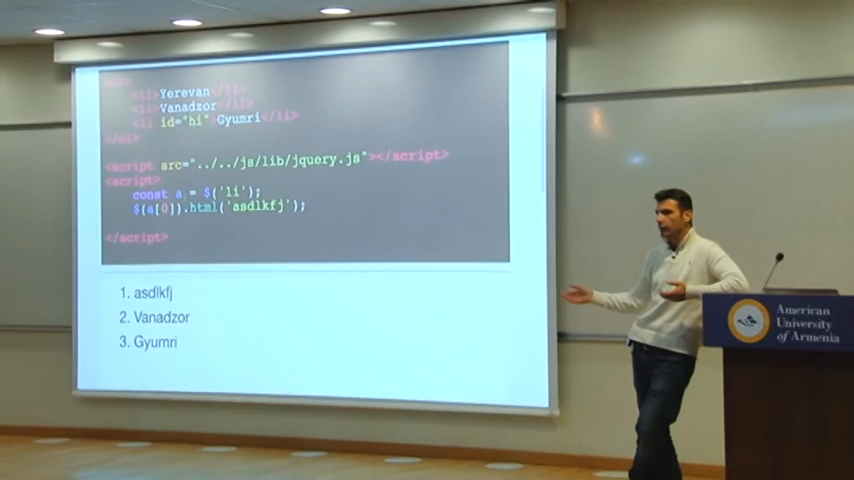 <ol>
<li>Yerevan</li>
<li>Vanadzor</li>
<li id="hi">Gyumri</li>
</ol>
<script src="../../js/lib/jquery.js"></script>
<script>
const a = $('li');
$(a[0]).html('asdlkfj');
</script>
1. asdlkfj
2. Vanadzor
3. Gyumri
American
University
of Armenia